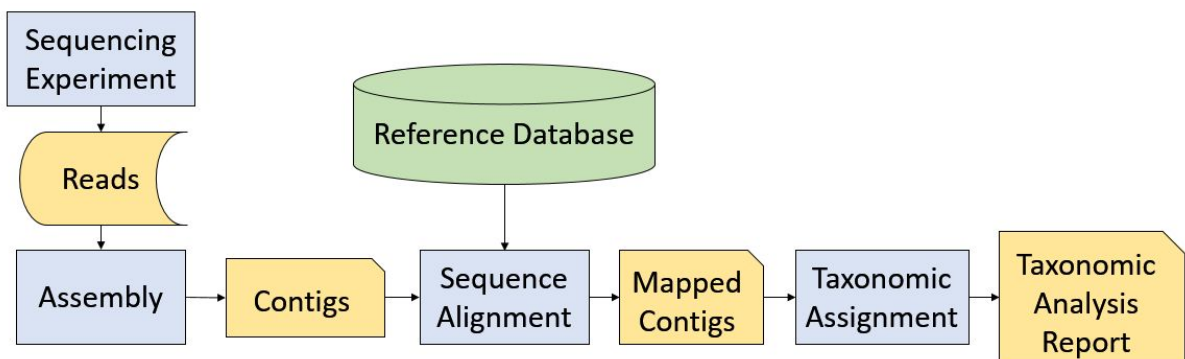 Sequencing
Experiment
Reference Database
Reads
Assembly
Contigs
Sequence
Alignment
Mapped
Contigs
Taxonomic
Assignment
Taxonomic
Analysis
Report